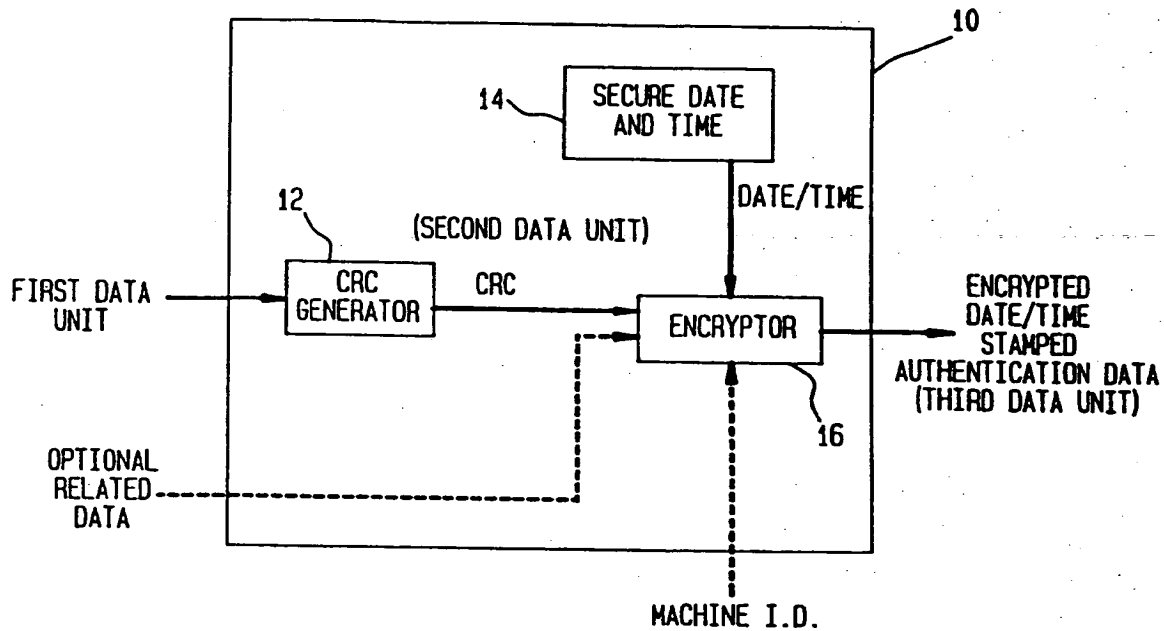 10
14
SECURE DATE
AND TIME
DATE/TIME
12
(SECOND DATA UNIT)
FIRST DATA
UNIT
CRC
GENERATOR
CRC
ENCRYPTOR
ENCRYPTED
DATE/TIME
STAMPED
AUTHENTICATION DATA
(THIRD DATA UNIT)
16
OPTIONAL
RELATED
DATA
MACHINE I.D.